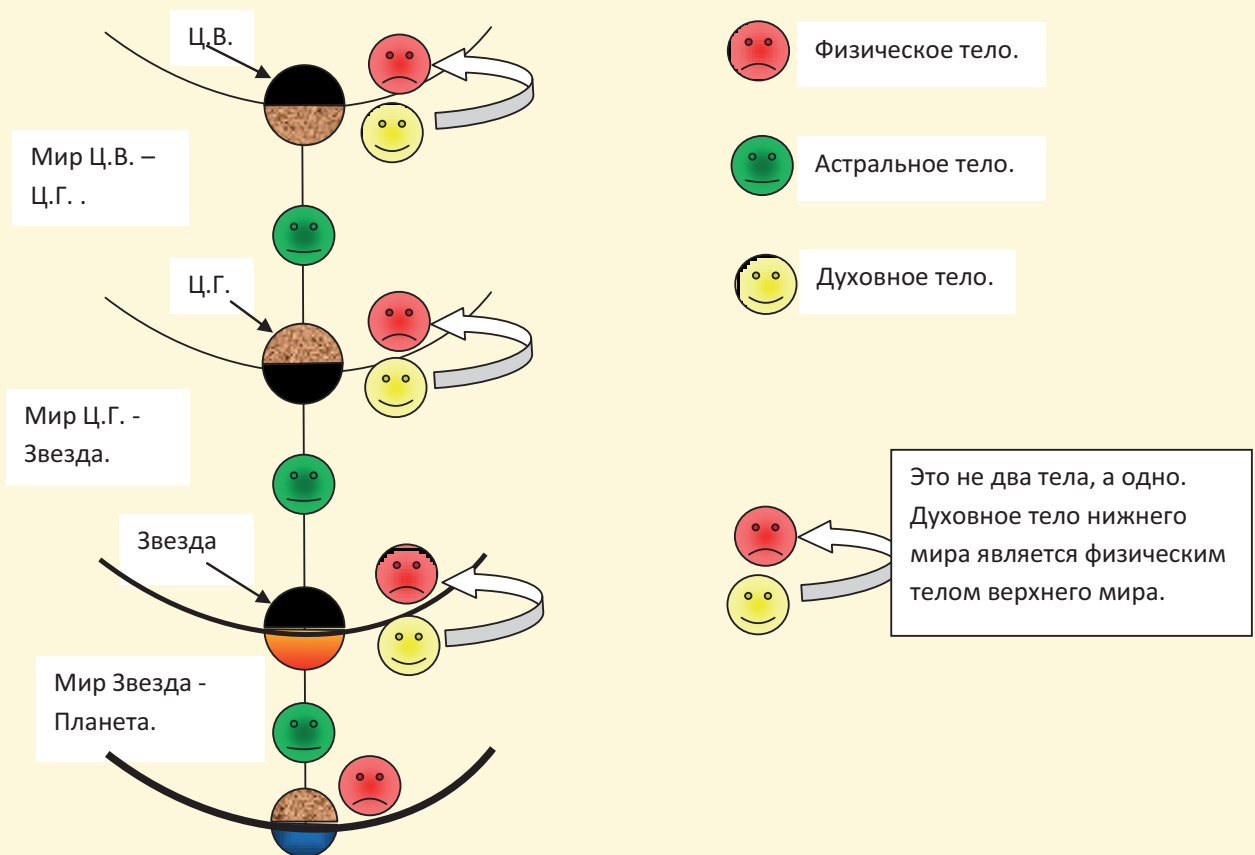 Ц.В.
Мир Ц.В. –
Ц.Г. .
Ц.Г.
Мир Ц.Г. -
Звезда.
Звезда
Мир Звезда -
Планета.
Физическое тело.
Астральное тело.
Духовное тело.
Это не два тела, а одно.
Духовное тело нижнего
мира является физическим
телом верхнего мира.